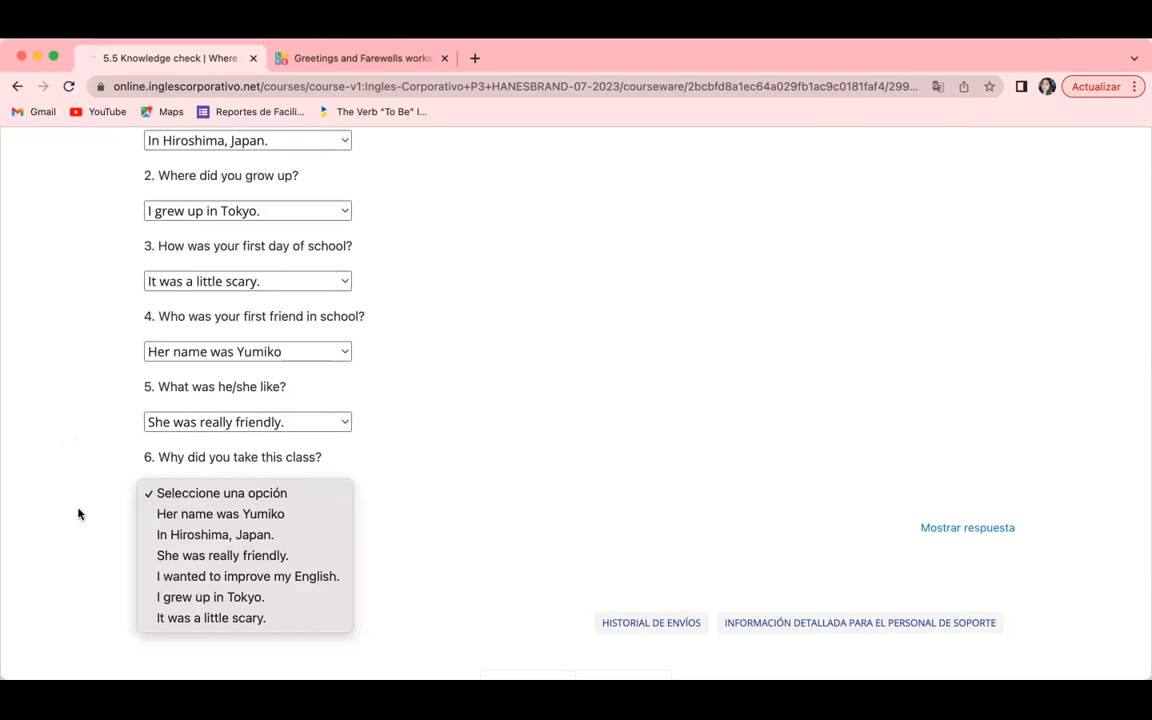 5.5 Knowledge check | Where
Greetings and Farewells works
online.inglescorporativo.net/courses/course-v1:Ingles-Corporativo+P3+HANESBRAND-07-2023/courseware/2bcbfd8a1ec64a029fb1ac9c0181faf4/299...
Actualizar
Gmail
YouTube
Maps
Reportes de Facili...
The Verb “To Be” I...
In Hiroshima, Japan.
2. Where did you grow up?
I grew up in Tokyo.
3. How was your first day of school?
It was a little scary.
4. Who was your first friend in school?
Her name was Yumiko
5. What was he/she like?
She was really friendly.
6. Why did you take this class?
✓ Seleccione una opción
Her name was Yumiko
In Hiroshima, Japan.
She was really friendly.
I wanted to improve my English.
I grew up in Tokyo.
It was a little scary.
Mostrar respuesta
HISTORIAL DE ENVÍOS
INFORMACIÓN DETALLADA PARA EL PERSONAL DE SOPORTE